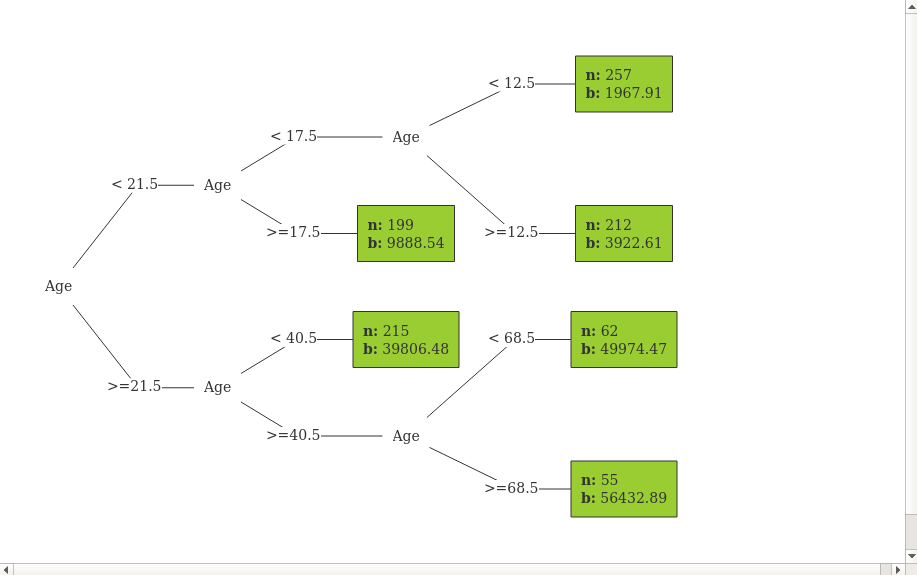 < 12.5
n: 257
b: 1967.91
< 17.5
Age
< 21.5
Age
>=17.5
n: 199
b: 9888.54
>=12.5
n: 212
b: 3922.61
Age
< 40.5
n: 215
b: 39806.48
< 68.5
n: 62
b: 49974.47
>=21.5
Age
>=40.5
Age
>=68.5
n: 55
b: 56432.89